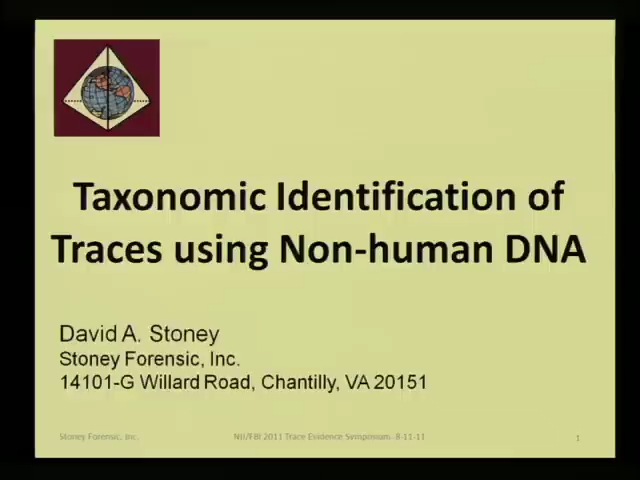 Taxonomic Identification of
Traces using Non-human DNA
David A. Stoney
Stoney Forensic, Inc.
14101-G Willard Road, Chantilly, VA 20151
Stoney Forensic, Inc.
NIJ/FBI 2011 Trace Evidence Symposium 8-11-11
1